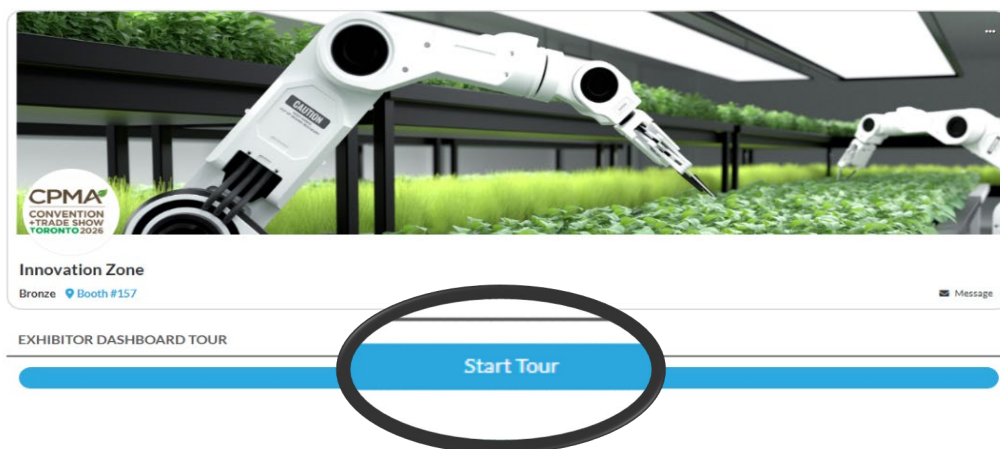 CAUTION
CPMA
CONVENTION
+TRADE SHOW
TORONTO 2026
Innovation Zone
Bronze Booth #157
Message
EXHIBITOR DASHBOARD TOUR
Start Tour